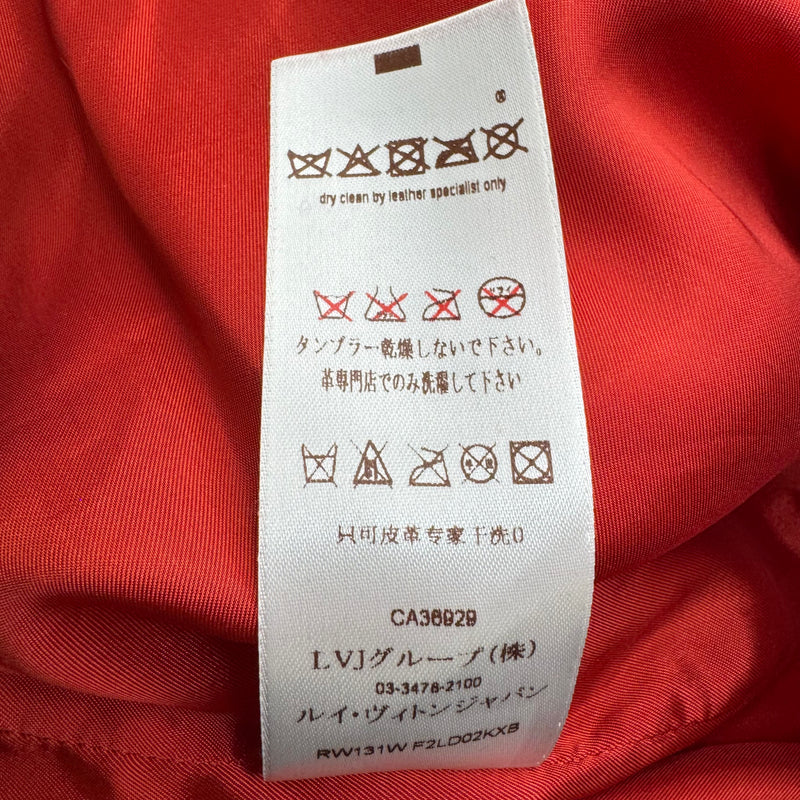 dry clean by leather specialist only
タンブラー乾燥しないで下さい。
革専門店でのみ洗濯して下さい
只可皮革专家干洗()
CA36929
LVJグループ(株)
03-3478-2100
ルイ・ヴィトンジャパン
RW131W F2LD02KXB